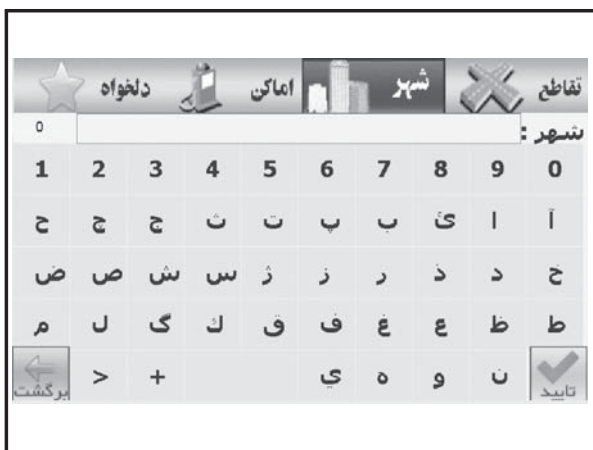 تقاطع شهر اماکن دلخواه
شهر : 0
1 2 3 4 5 6 7 8 9 0
آ ا ئ ب پ ت ث ج چ ح
خ د ذ ر ز ژ س ش ص ض
ط ظ ع غ ف ق ك گ ل م
تایید ن و ه ي + < برگشت